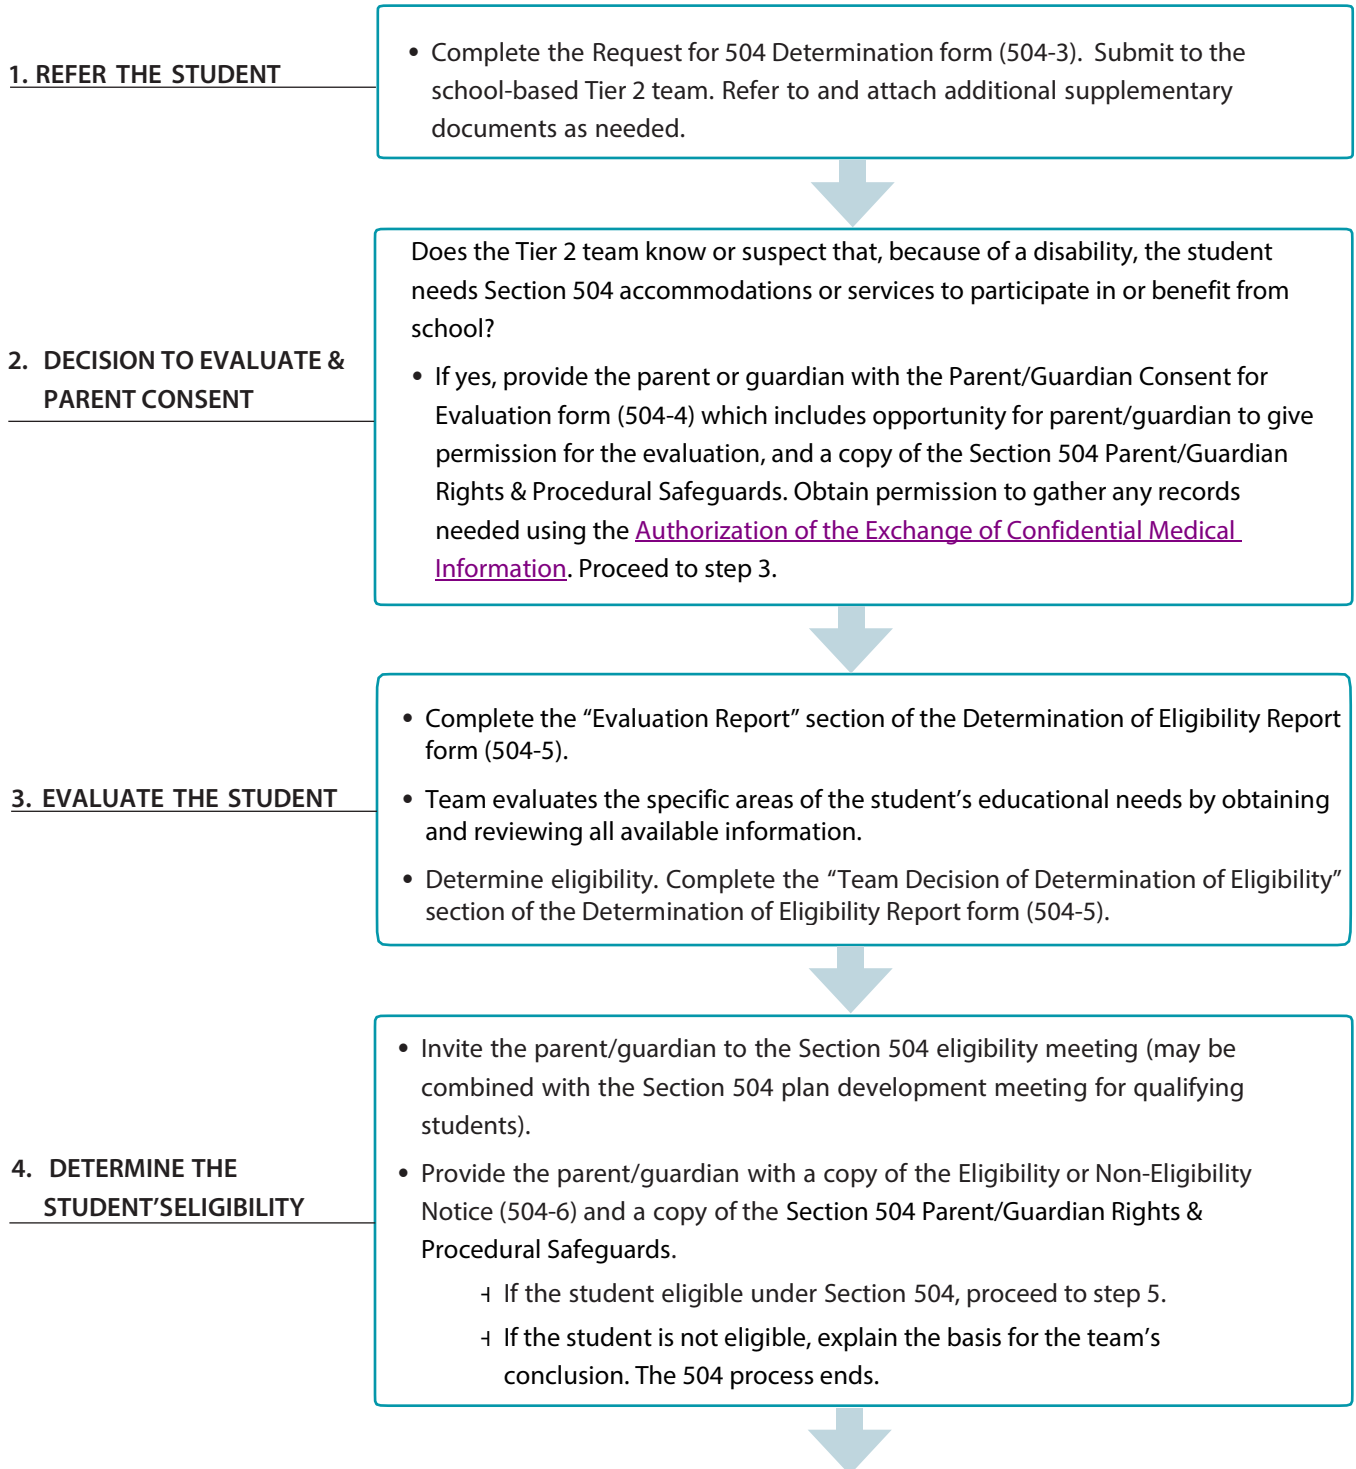 1. REFER THE STUDENT
• Complete the Request for 504 Determination form (504-3). Submit to the
school-based Tier 2 team. Refer to and attach additional supplementary
documents as needed.
2. DECISION TO EVALUATE &
PARENT CONSENT
Does the Tier 2 team know or suspect that, because of a disability, the student
needs Section 504 accommodations or services to participate in or benefit from
school?
• If yes, provide the parent or guardian with the Parent/Guardian Consent for
Evaluation form (504-4) which includes opportunity for parent/guardian to give
permission for the evaluation, and a copy of the Section 504 Parent/Guardian
Rights & Procedural Safeguards. Obtain permission to gather any records
needed using the Authorization of the Exchange of Confidential Medical
Information. Proceed to step 3.
3. EVALUATE THE STUDENT
• Complete the “Evaluation Report” section of the Determination of Eligibility Report
form (504-5).
• Team evaluates the specific areas of the student’s educational needs by obtaining
and reviewing all available information.
• Determine eligibility. Complete the “Team Decision of Determination of Eligibility”
section of the Determination of Eligibility Report form (504-5).
4. DETERMINE THE
STUDENT’SELIGIBILITY
• Invite the parent/guardian to the Section 504 eligibility meeting (may be
combined with the Section 504 plan development meeting for qualifying
students).
• Provide the parent/guardian with a copy of the Eligibility or Non-Eligibility
Notice (504-6) and a copy of the Section 504 Parent/Guardian Rights &
Procedural Safeguards.
If the student eligible under Section 504, proceed to step 5.
If the student is not eligible, explain the basis for the team’s
conclusion. The 504 process ends.